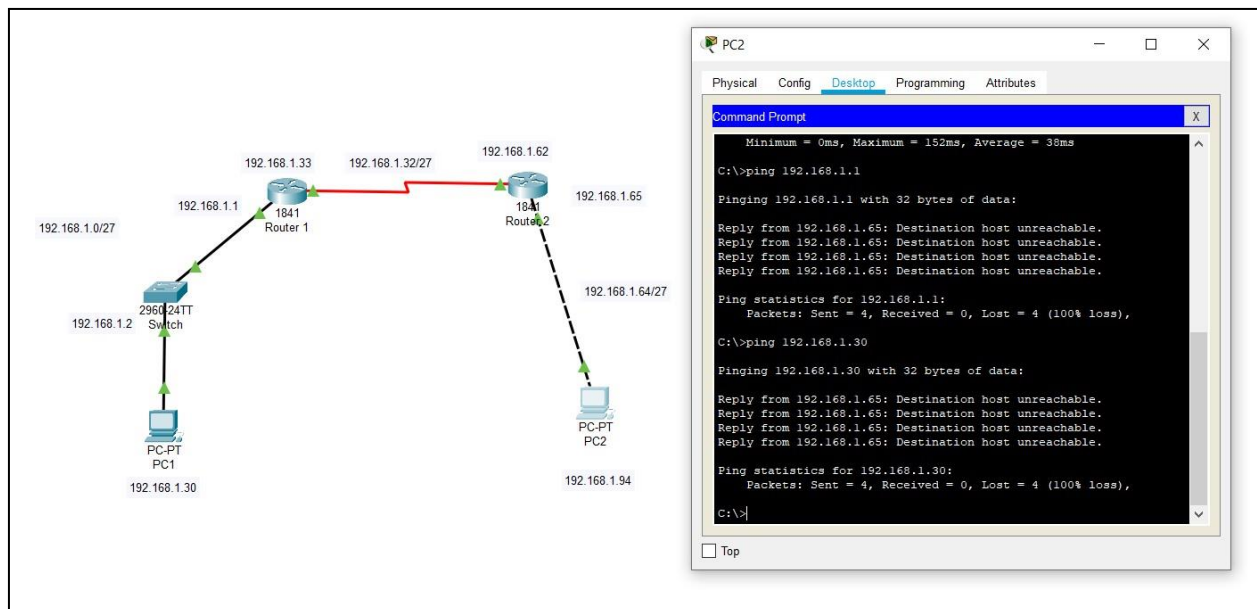 192.168.1.33
192.168.1.32/27
192.168.1.62
192.168.1.1
1841
Router 1
1841
Router 2
192.168.1.65
192.168.1.0/27
2960-24TT
Switch
192.168.1.2
192.168.1.64/27
PC-PT
PC1
192.168.1.30
PC-PT
PC2
192.168.1.94
PC2
Physical Config Desktop Programming Attributes
Command Prompt X
Minimum = 0ms, Maximum = 152ms, Average = 38ms
C:\>ping 192.168.1.1
Pinging 192.168.1.1 with 32 bytes of data:
Reply from 192.168.1.65: Destination host unreachable.
Reply from 192.168.1.65: Destination host unreachable.
Reply from 192.168.1.65: Destination host unreachable.
Reply from 192.168.1.65: Destination host unreachable.
Ping statistics for 192.168.1.1:
Packets: Sent = 4, Received = 0, Lost = 4 (100% loss),
C:\>ping 192.168.1.30
Pinging 192.168.1.30 with 32 bytes of data:
Reply from 192.168.1.65: Destination host unreachable.
Reply from 192.168.1.65: Destination host unreachable.
Reply from 192.168.1.65: Destination host unreachable.
Reply from 192.168.1.65: Destination host unreachable.
Ping statistics for 192.168.1.30:
Packets: Sent = 4, Received = 0, Lost = 4 (100% loss),
C:\>
Top